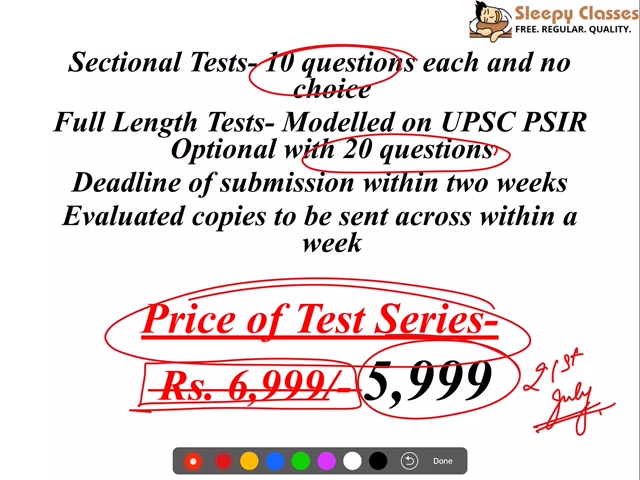 Sleepy Classes
FREE. REGULAR. QUALITY.
Sectional Tests- 10 questions each and no
choice
Full Length Tests- Modelled on UPSC PSIR
Optional with 20 questions
Deadline of submission within two weeks
Evaluated copies to be sent across within a
week
Price of Test Series-
Rs. 6,999/- 5,999
21st
July
Done